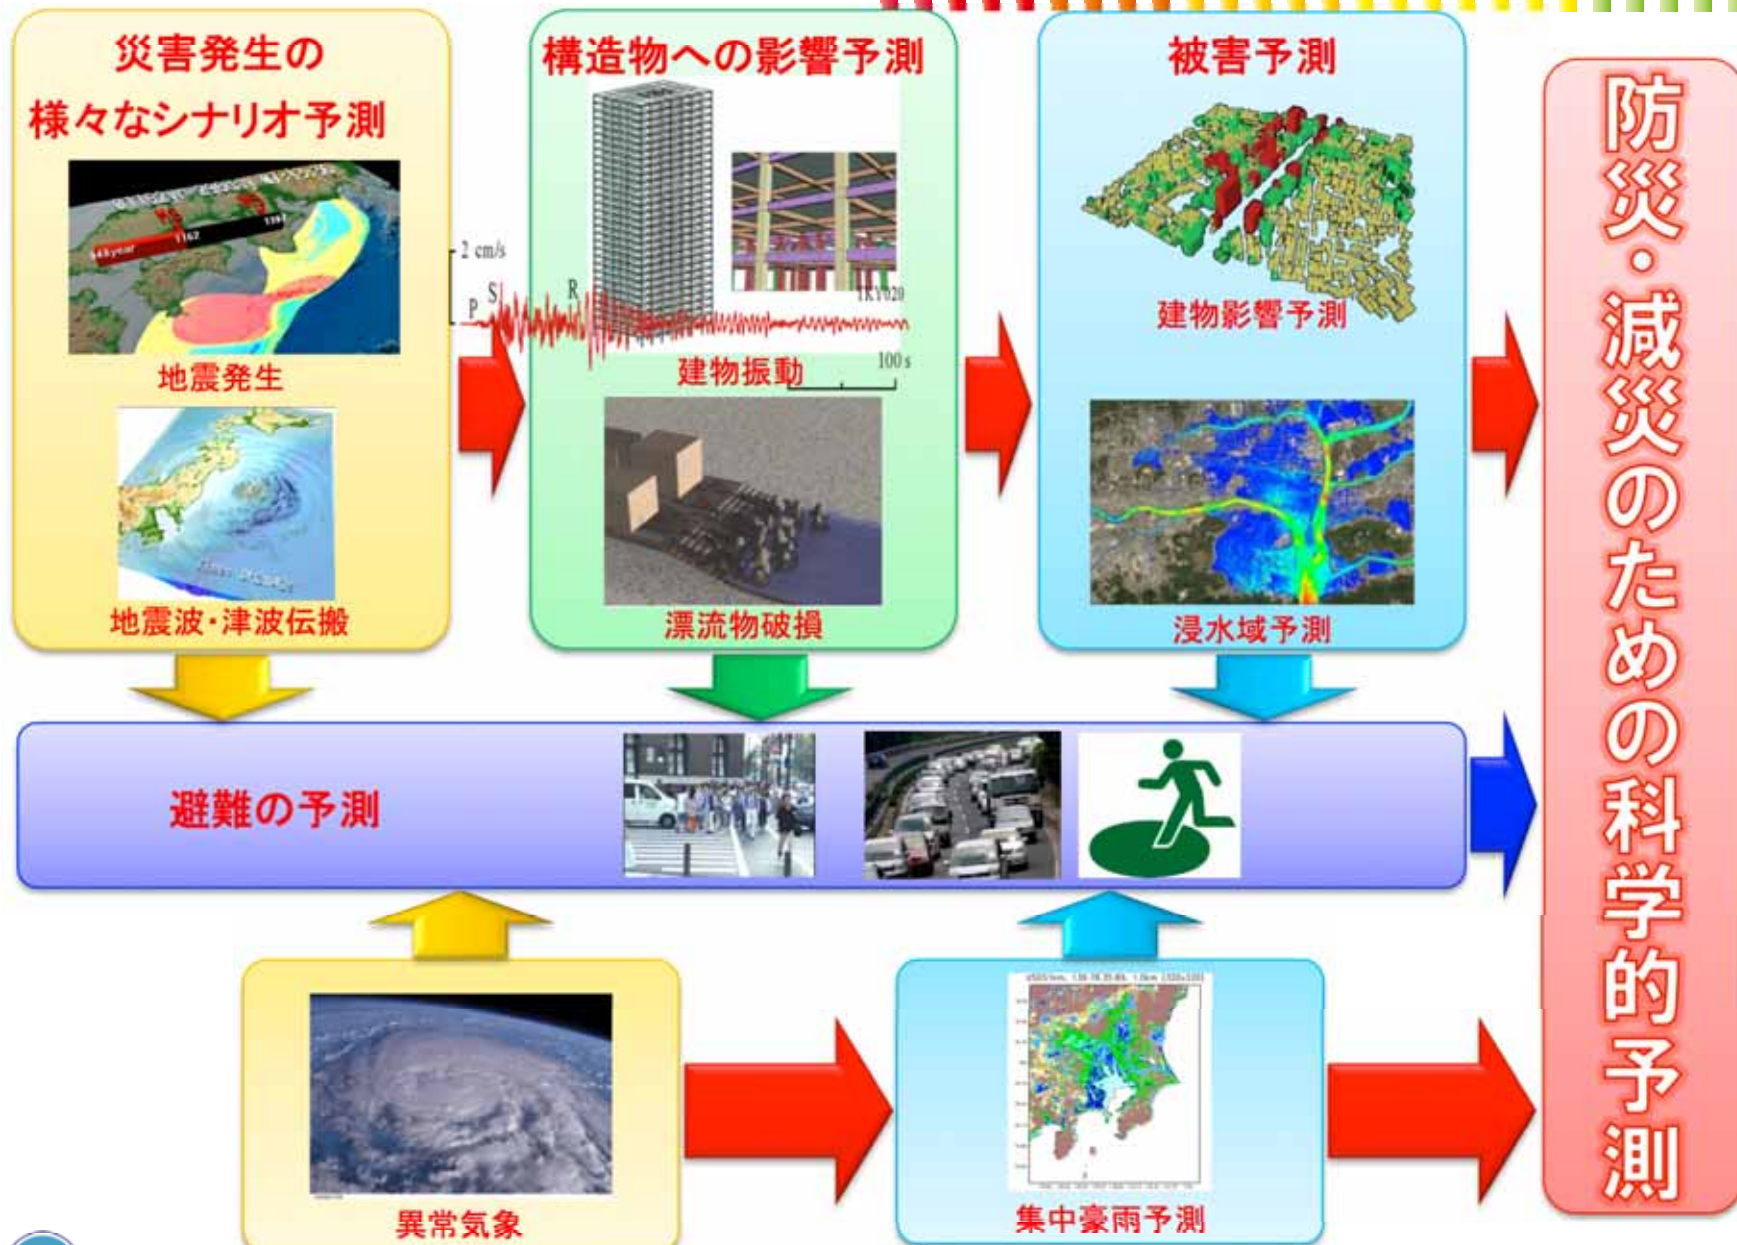 災害発生の
様々なシナリオ予測
1162
地震発生
地震波・津波伝搬
構造物への影響予測
2 cm/s
P
S
R
TKY020
100 s
建物振動
漂流物破損
被害予測
建物影響予測
浸水域予測
避難の予測
異常気象
集中豪雨予測
防災・減災のための科学的予測